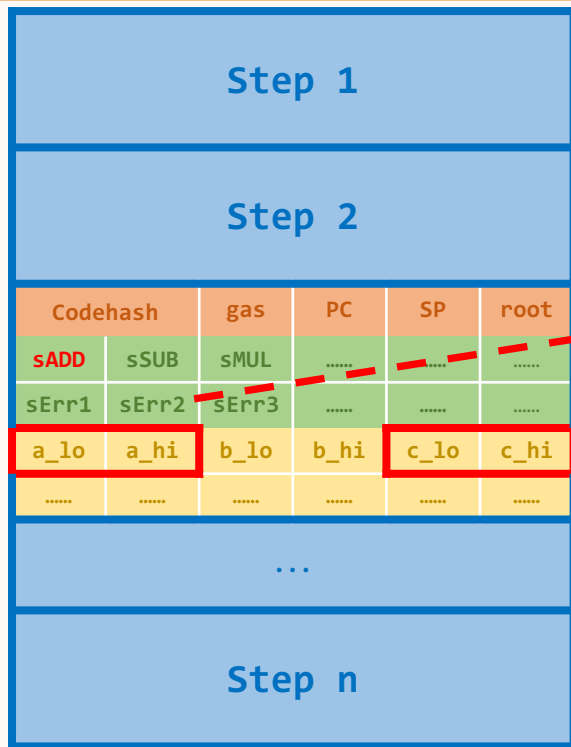 Step 1
Step 2
Codehash gas PC SP root
sADD sSUB sMUL …… …… ……
sErr1 sErr2 sErr3 …… …… ……
a_lo a_hi b_lo b_hi c_lo c_hi
…… …… …… …… …… ……
...
Step n